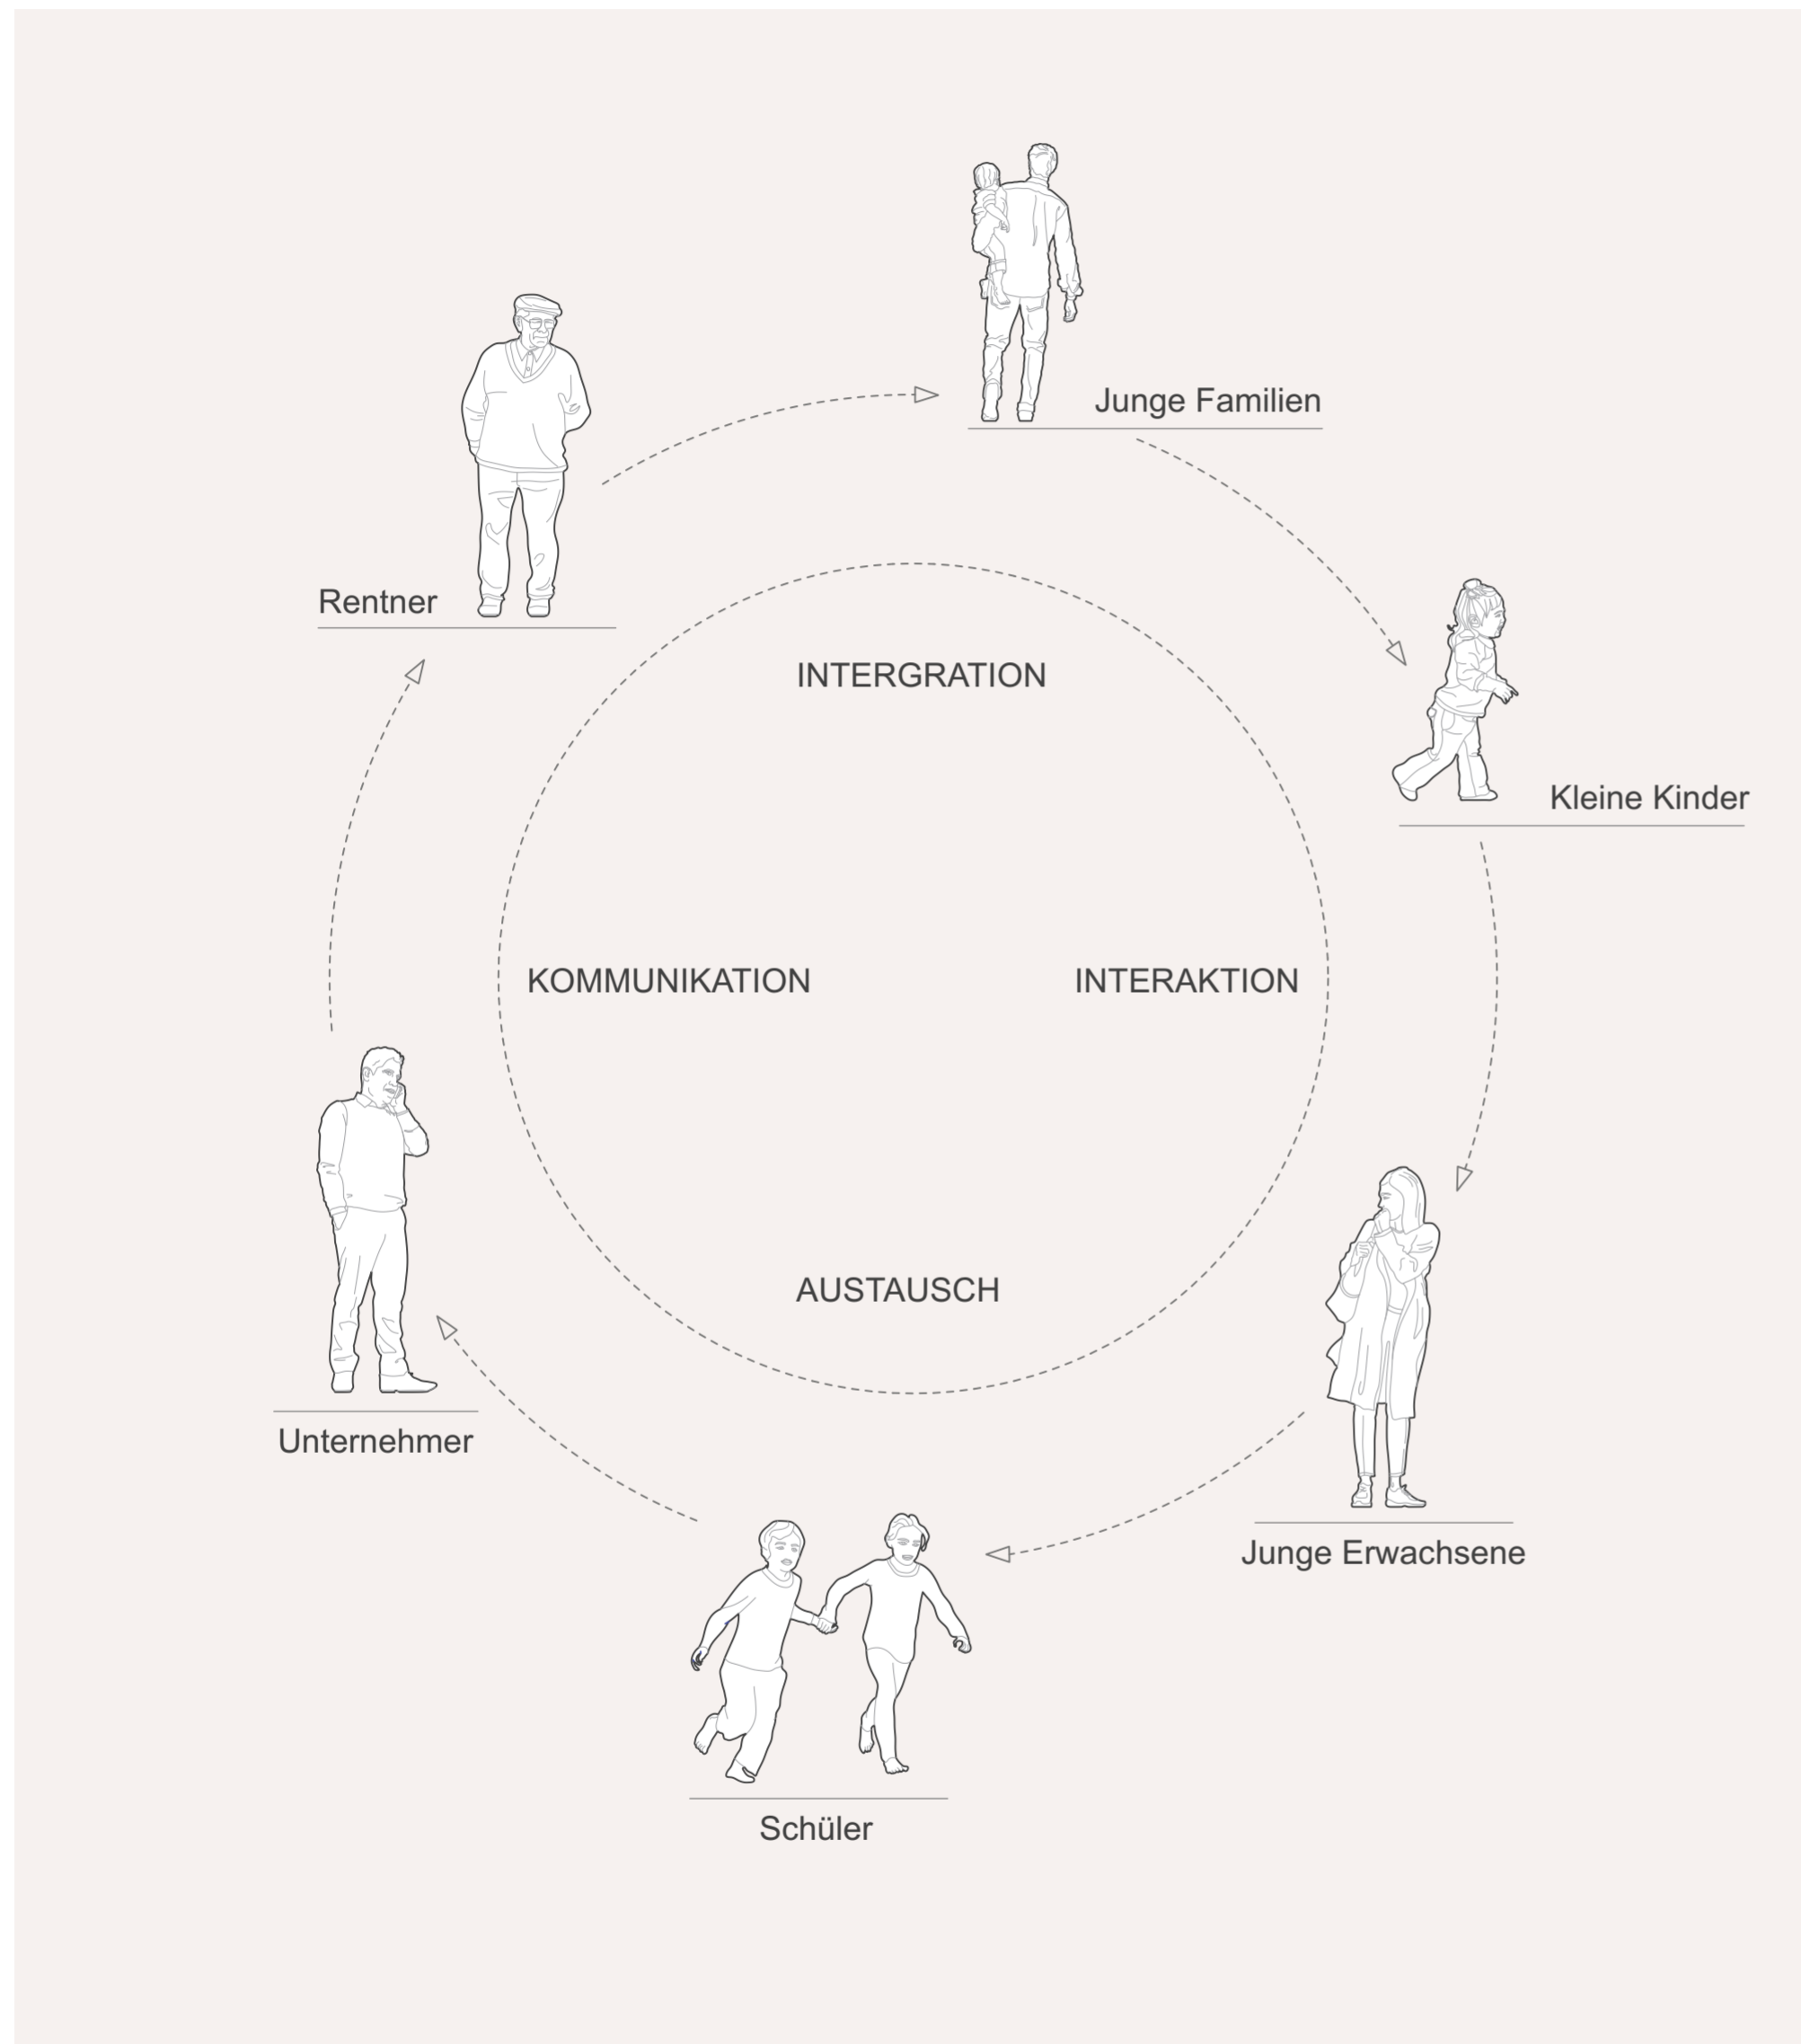 Junge Familien
Rentner
INTERGRATION
Kleine Kinder
KOMMUNIKATION
INTERAKTION
AUSTAUSCH
Unternehmer
Junge Erwachsene
Schüler